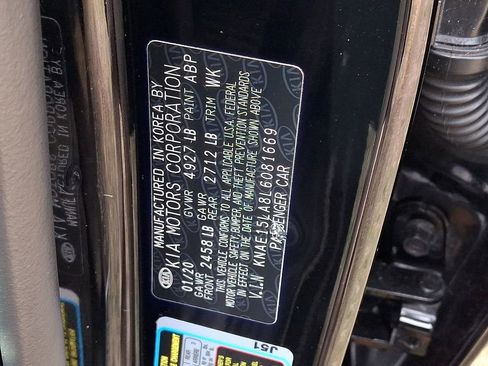 MANUFACTURED IN KOREA BY
KIA MOTORS CORPORATION
01/20 GVWR 4927 LB PAINT ABP
GAWR FRONT 2458 LB GAWR REAR 2712 LB TRIM WK
THIS VEHICLE CONFORMS TO ALL APPLICABLE U.S.A. FEDERAL
MOTOR VEHICLE SAFETY, BUMPER, AND THEFT PREVENTION STANDARDS
IN EFFECT ON THE DATE OF MANUFACTURE SHOWN ABOVE
V.I.N KNAE15LA8L6081669
PASSENGER CAR
KIA
J51